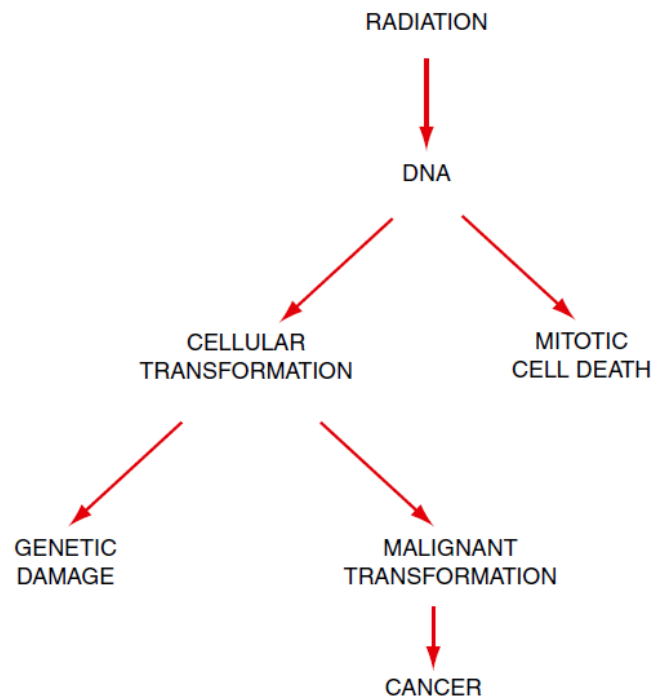 RADIATION
DNA
CELLULAR
TRANSFORMATION
MITOTIC
CELL DEATH
GENETIC
DAMAGE
MALIGNANT
TRANSFORMATION
CANCER